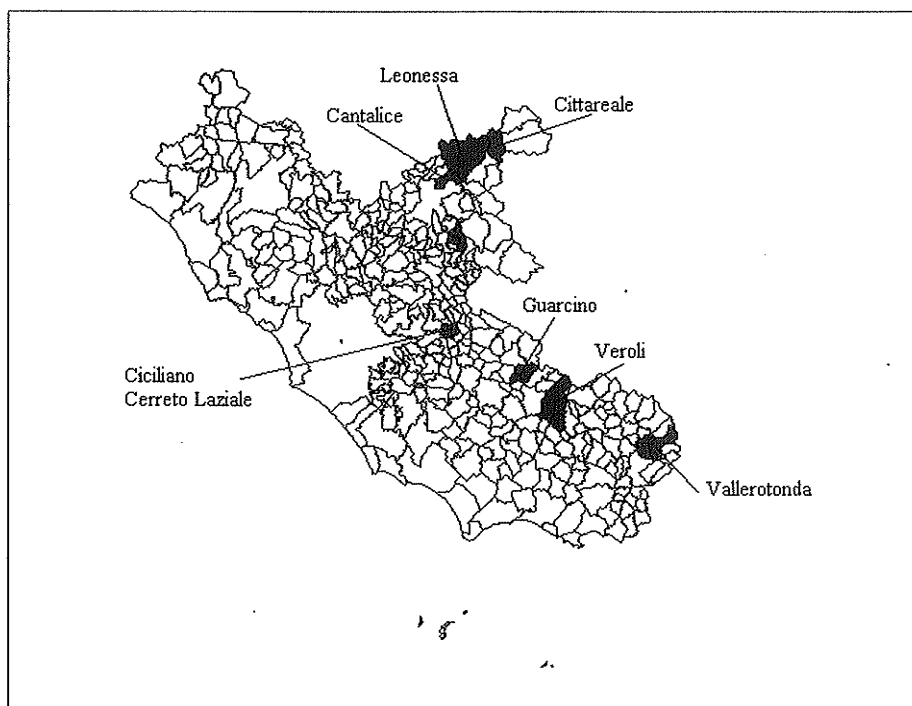 Leonessa
Cantalice
Cittareale
Guarcino
Veroli
Ciciliano
Cerreto Laziale
Vallerotonda